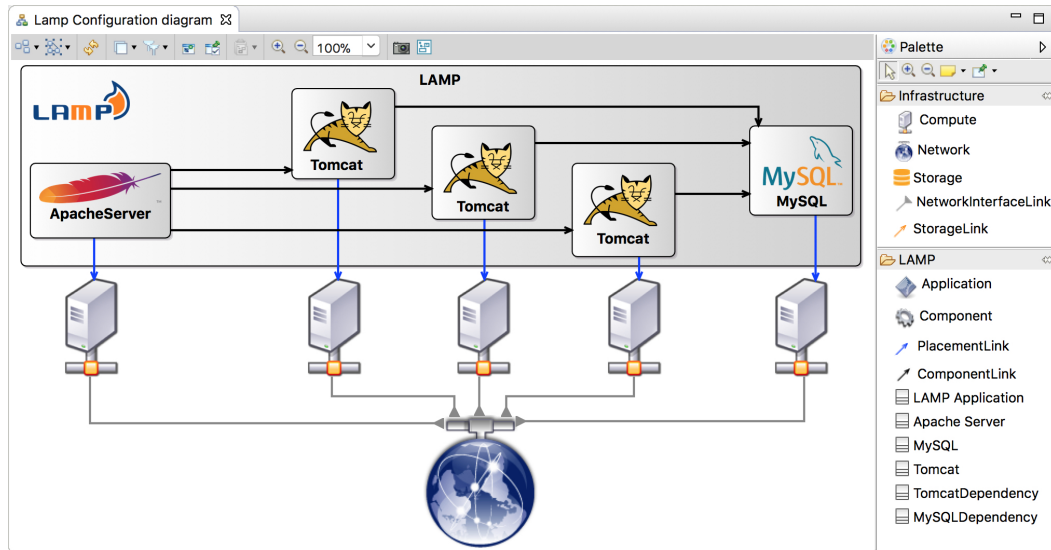 Lamp Configuration diagram
100%
Palette
LAMP
LAMP
Infrastructure
Compute
Network
Storage
NetworkInterfaceLink
StorageLink
Tomcat
Tomcat
Tomcat
ApacheServer
MySQL
MySQL
LAMP
Application
Component
PlacementLink
ComponentLink
LAMP Application
Apache Server
MySQL
Tomcat
TomcatDependency
MySQLDependency